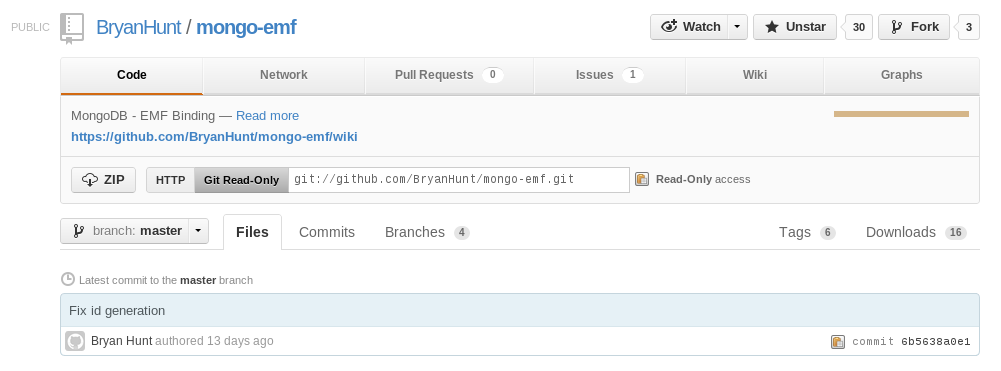 PUBLIC BryanHunt / mongo-emf Watch Unstar 30 Fork 3
Code Network Pull Requests 0 Issues 1 Wiki Graphs
MongoDB - EMF Binding — Read more
https://github.com/BryanHunt/mongo-emf/wiki
ZIP HTTP Git Read-Only git://github.com/BryanHunt/mongo-emf.git Read-Only access
branch: master Files Commits Branches 4 Tags 6 Downloads 16
Latest commit to the master branch
Fix id generation
Bryan Hunt authored 13 days ago commit 6b5638a0e1